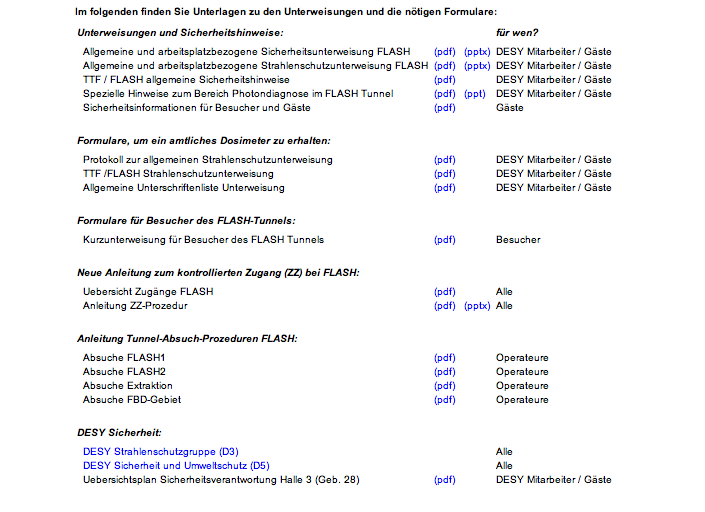 Im folgenden finden Sie Unterlagen zu den Unterweisungen und die nötigen Formulare:
Unterweisungen und Sicherheitshinweise: für wen?
Allgemeine und arbeitsplatzbezogene Sicherheitsunterweisung FLASH (pdf) (pptx) DESY Mitarbeiter / Gäste
Allgemeine und arbeitsplatzbezogene Strahlenschutzunterweisung FLASH (pdf) (pptx) DESY Mitarbeiter / Gäste
TTF / FLASH allgemeine Sicherheitshinweise (pdf) DESY Mitarbeiter / Gäste
Spezielle Hinweise zum Bereich Photondiagnose im FLASH Tunnel (pdf) (ppt) DESY Mitarbeiter / Gäste
Sicherheitsinformationen für Besucher und Gäste (pdf) Gäste
Formulare, um ein amtliches Dosimeter zu erhalten:
Protokoll zur allgemeinen Strahlenschutzunterweisung (pdf) DESY Mitarbeiter / Gäste
TTF /FLASH Strahlenschutzunterweisung (pdf) DESY Mitarbeiter / Gäste
Allgemeine Unterschriftenliste Unterweisung (pdf) DESY Mitarbeiter / Gäste
Formulare für Besucher des FLASH-Tunnels:
Kurzunterweisung für Besucher des FLASH Tunnels (pdf) Besucher
Neue Anleitung zum kontrollierten Zugang (ZZ) bei FLASH:
Uebersicht Zugänge FLASH (pdf) Alle
Anleitung ZZ-Prozedur (pdf) (pptx) Alle
Anleitung Tunnel-Absuch-Prozeduren FLASH:
Absuche FLASH1 (pdf) Operateure
Absuche FLASH2 (pdf) Operateure
Absuche Extraktion (pdf) Operateure
Absuche FBD-Gebiet (pdf) Operateure
DESY Sicherheit:
DESY Strahlenschutzgruppe (D3) Alle
DESY Sicherheit und Umweltschutz (D5) Alle
Uebersichtsplan Sicherheitsverantwortung Halle 3 (Geb. 28) (pdf) DESY Mitarbeiter / Gäste